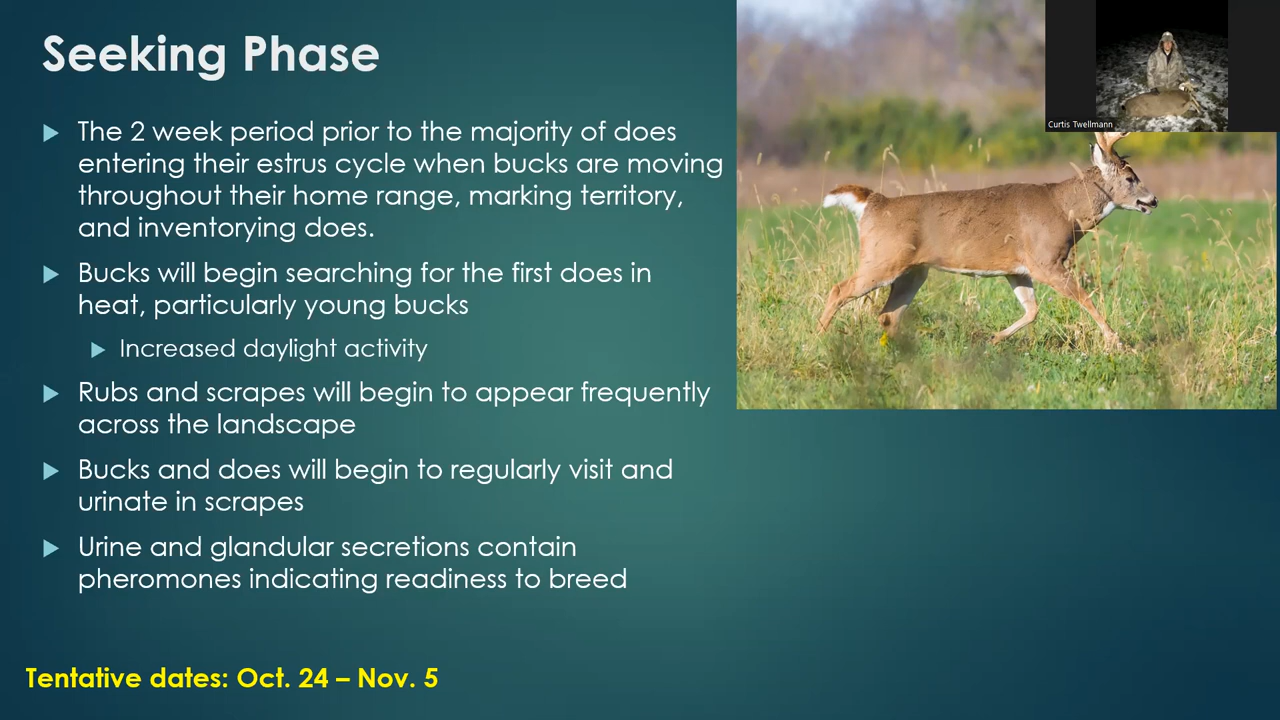 Seeking Phase
The 2 week period prior to the majority of does
entering their estrus cycle when bucks are moving
throughout their home range, marking territory,
and inventorying does.
Bucks will begin searching for the first does in
heat, particularly young bucks
Increased daylight activity
Rubs and scrapes will begin to appear frequently
across the landscape
Bucks and does will begin to regularly visit and
urinate in scrapes
Urine and glandular secretions contain
pheromones indicating readiness to breed
Tentative dates: Oct. 24 – Nov. 5
Curtis Twellmann